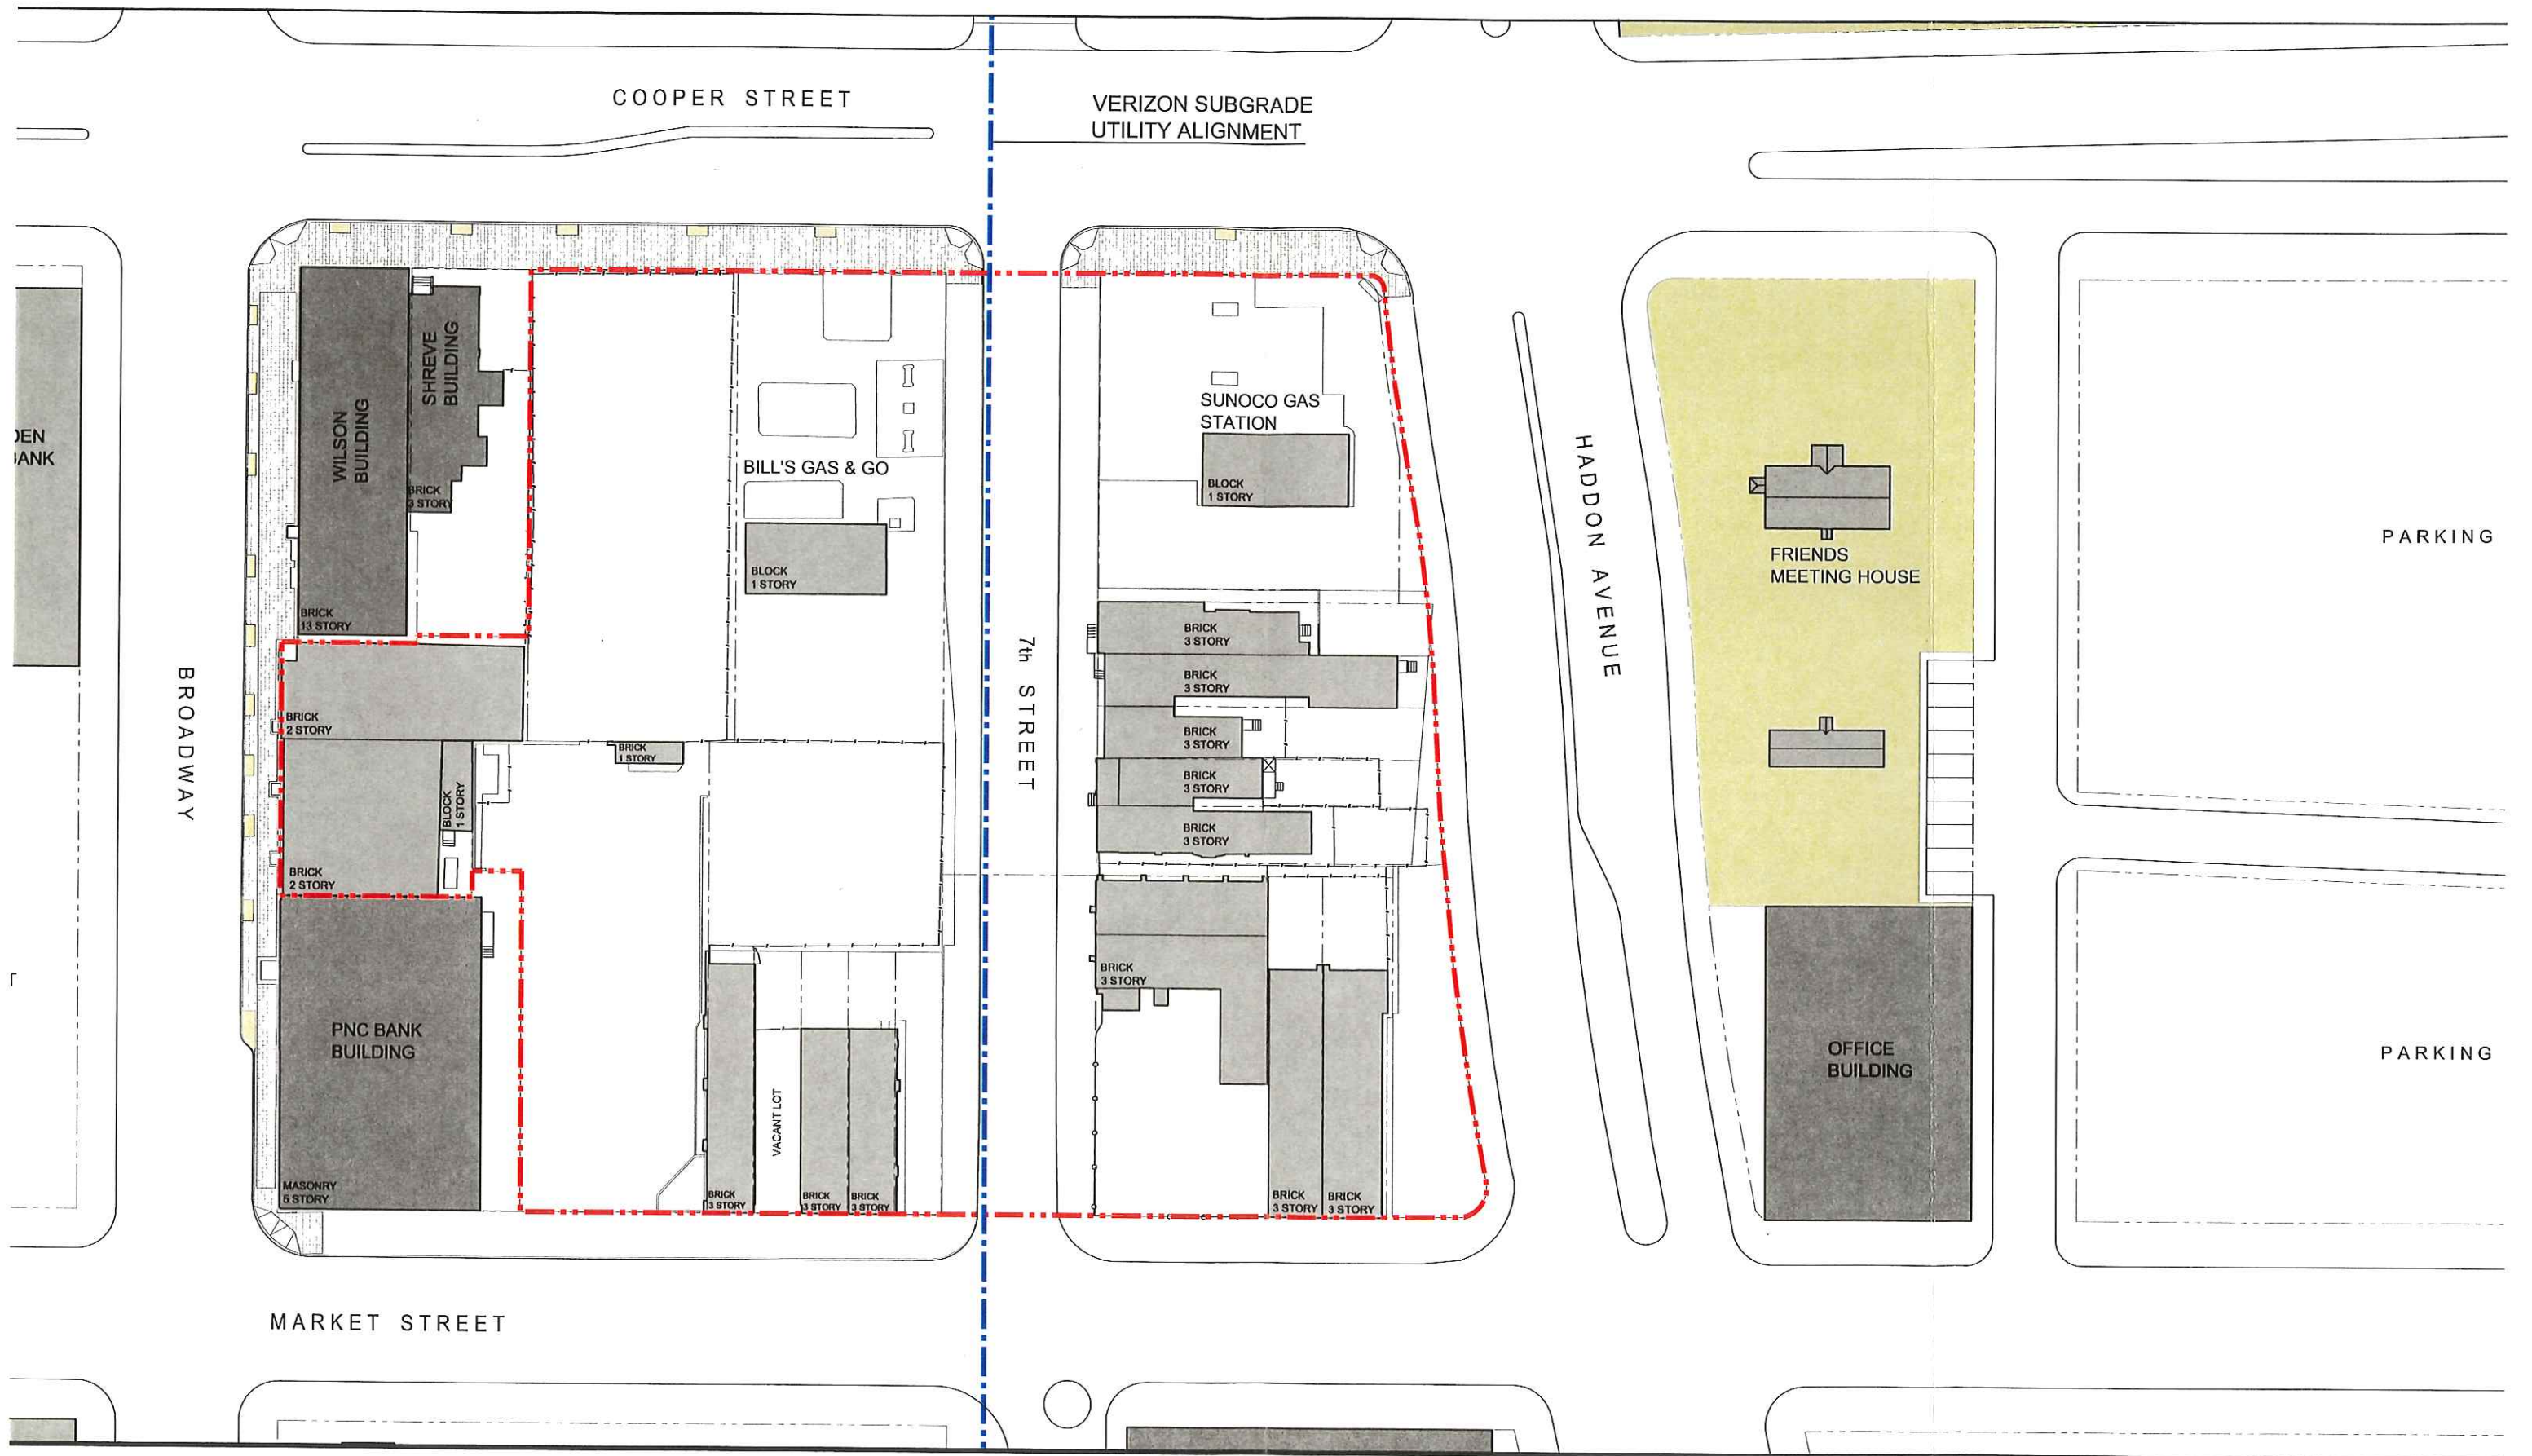 COOPER STREET
VERIZON SUBGRADE
UTILITY ALIGNMENT
WILSON
BUILDING
BRICK
13 STORY
SHREVE
BUILDING
BRICK
3 STORY
BILL'S GAS & GO
BLOCK
1 STORY
SUNOCO GAS
STATION
BLOCK
1 STORY
HADDON AVENUE
FRIENDS
MEETING HOUSE
PARKING
BROADWAY
7th STREET
BRICK
2 STORY
BRICK
1 STORY
BLOCK
1 STORY
BRICK
2 STORY
BRICK
3 STORY
BRICK
3 STORY
BRICK
3 STORY
BRICK
3 STORY
BRICK
3 STORY
BRICK
3 STORY
PNC BANK
BUILDING
MASONRY
5 STORY
VACANT LOT
BRICK
3 STORY
BRICK
3 STORY
BRICK
3 STORY
BRICK
3 STORY
BRICK
3 STORY
OFFICE
BUILDING
PARKING
MARKET STREET